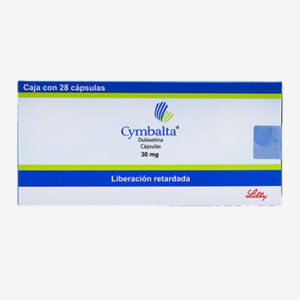 Caja con 28 cápsulas
Cymbalta®
Duloxetina
Cápsulas
30 mg
Liberación retardada
Lilly